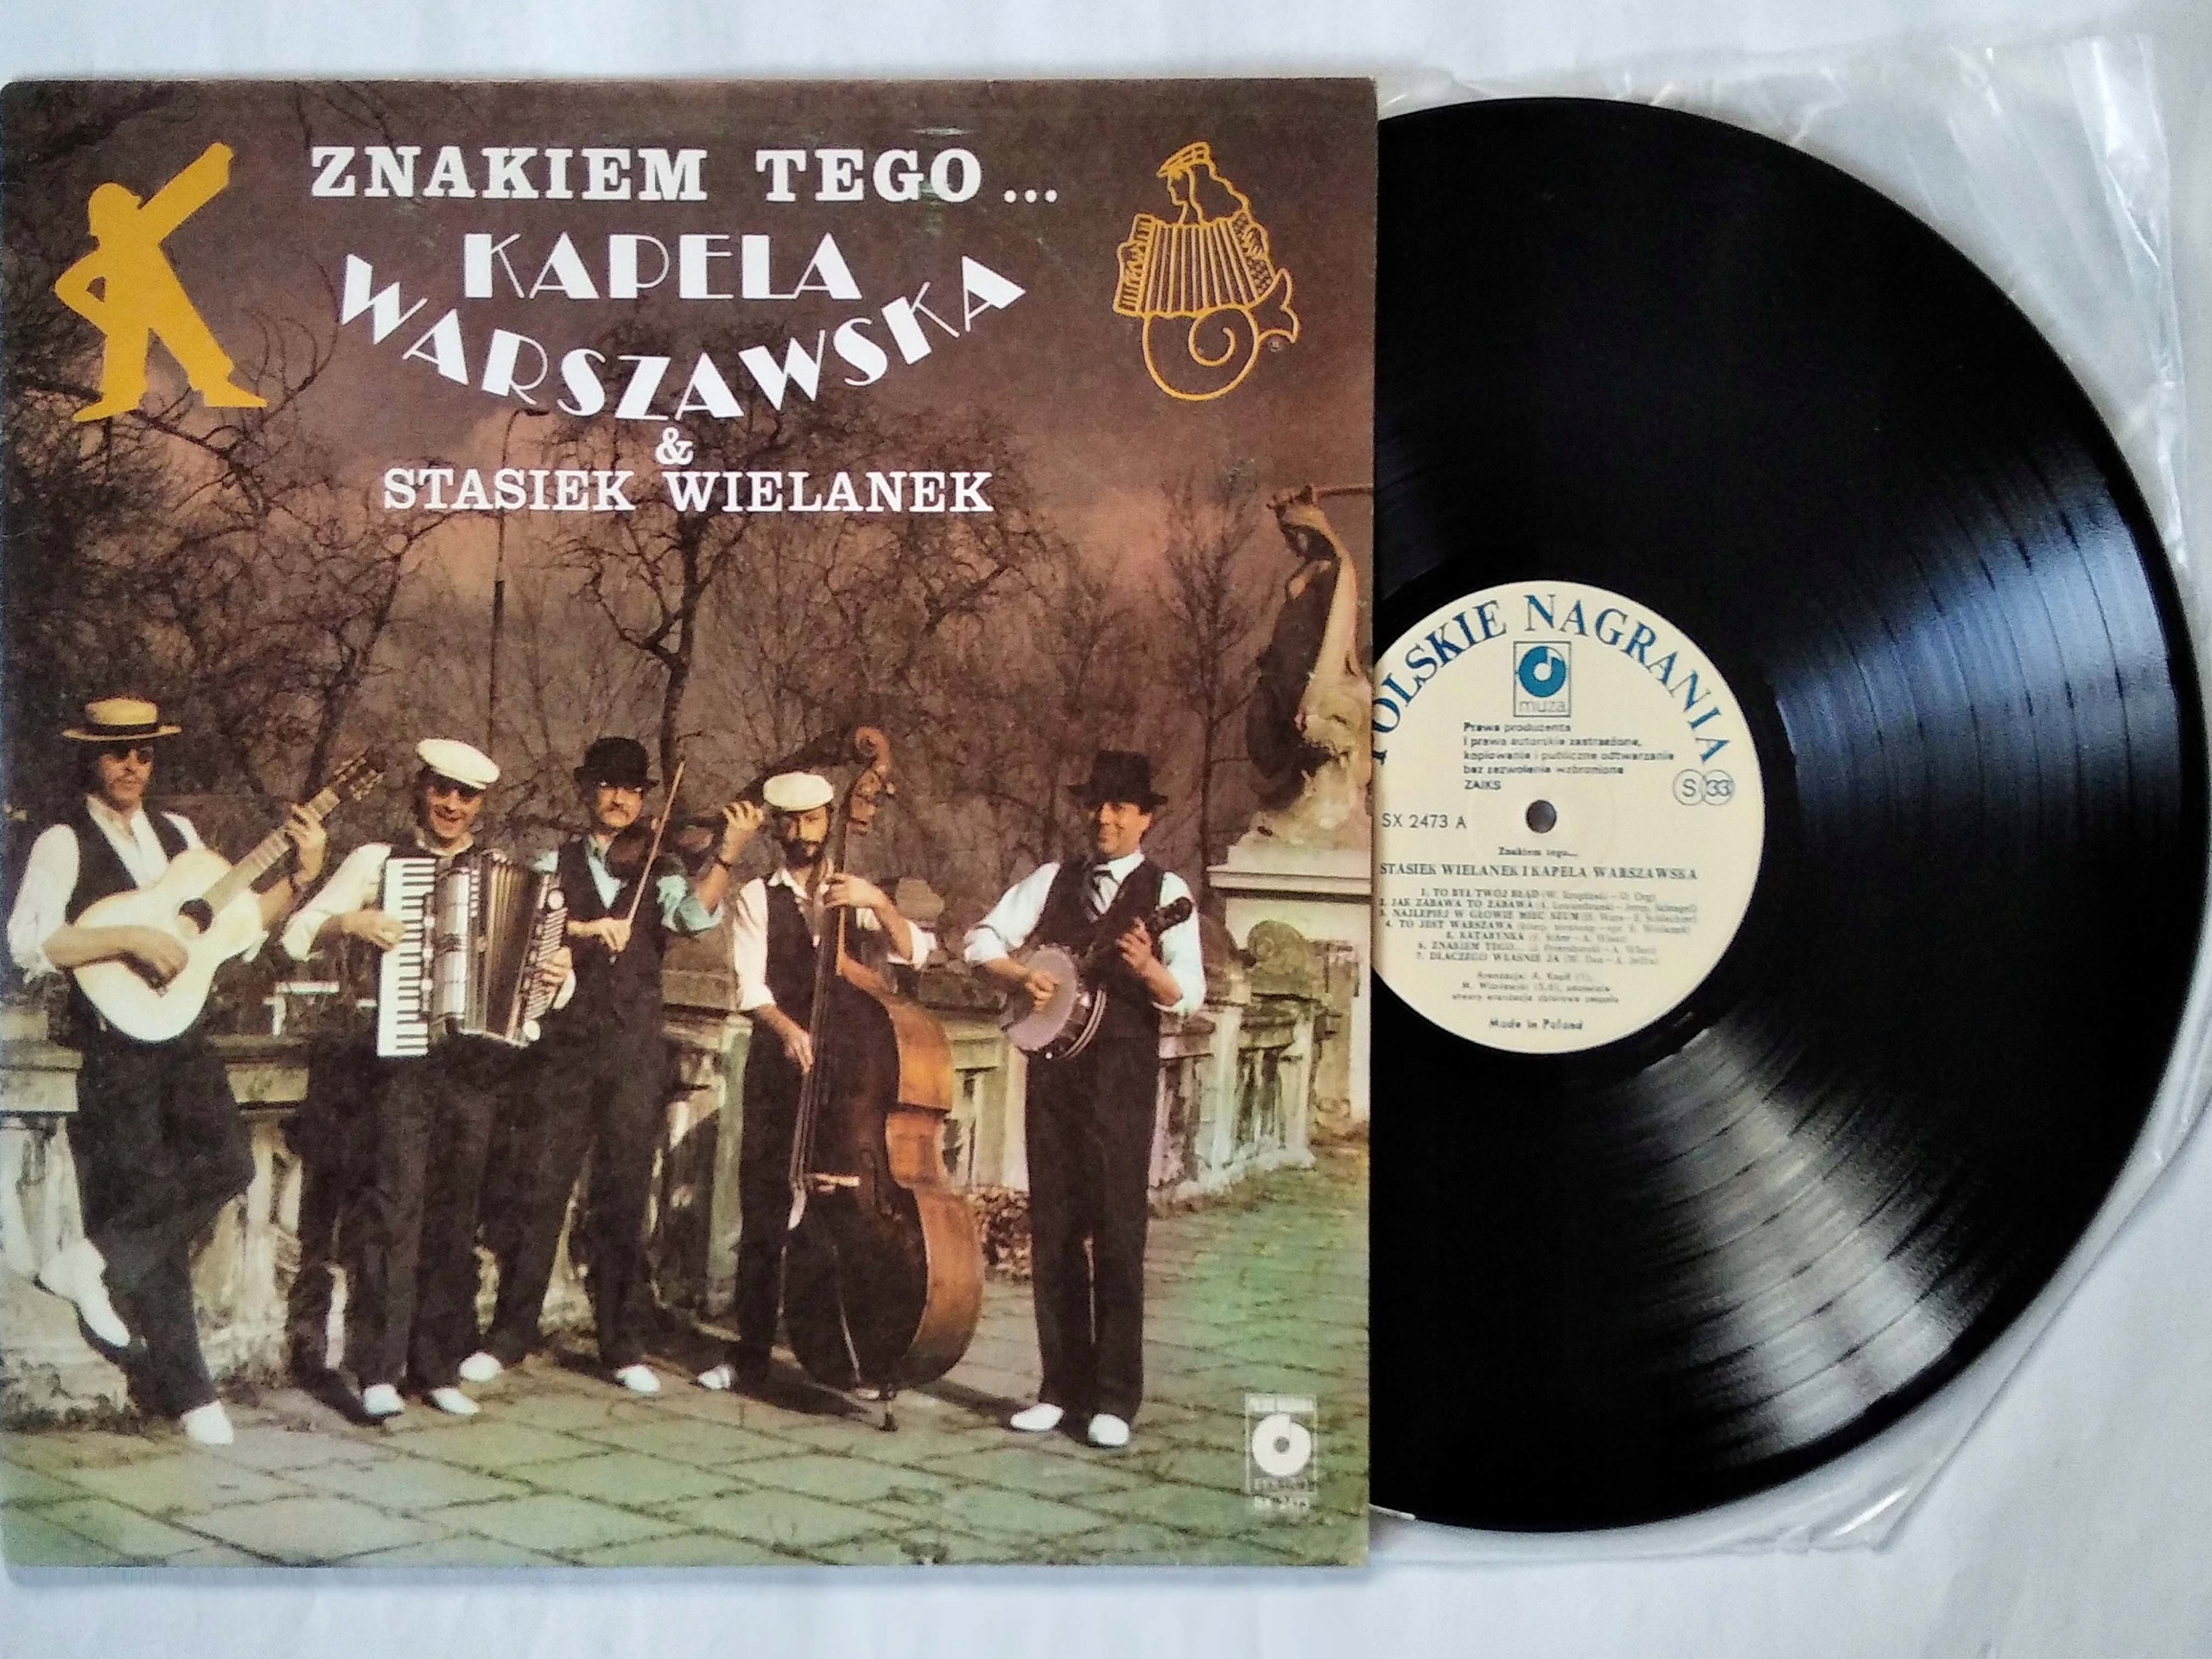 ZNAKIEM TEGO...
KAPELA
WARSZAWSKA
&
STASIEK WIELANEK
POLSKIE NAGRANIA
muza
Prawa producenta
i prawa autorskie zastrzeżone,
kopiowanie i publiczne odtwarzanie
bez zezwolenia wzbronione
ZAIKS
S 33
SX 2473 A
Znakiem tego...
STASIEK WIELANEK I KAPELA WARSZAWSKA
1. TO BYŁ TWÓJ BŁĄD
2. JAK ZABAWA TO ZABAWA
3. NAJLEPIEJ W GŁOWIE MIEĆ SZUM
4. TO JEST WARSZAWA
5. KATARYNKA
6. ZNAKIEM TEGO...
7. DLACZEGO WŁAŚNIE JA
Made in Poland